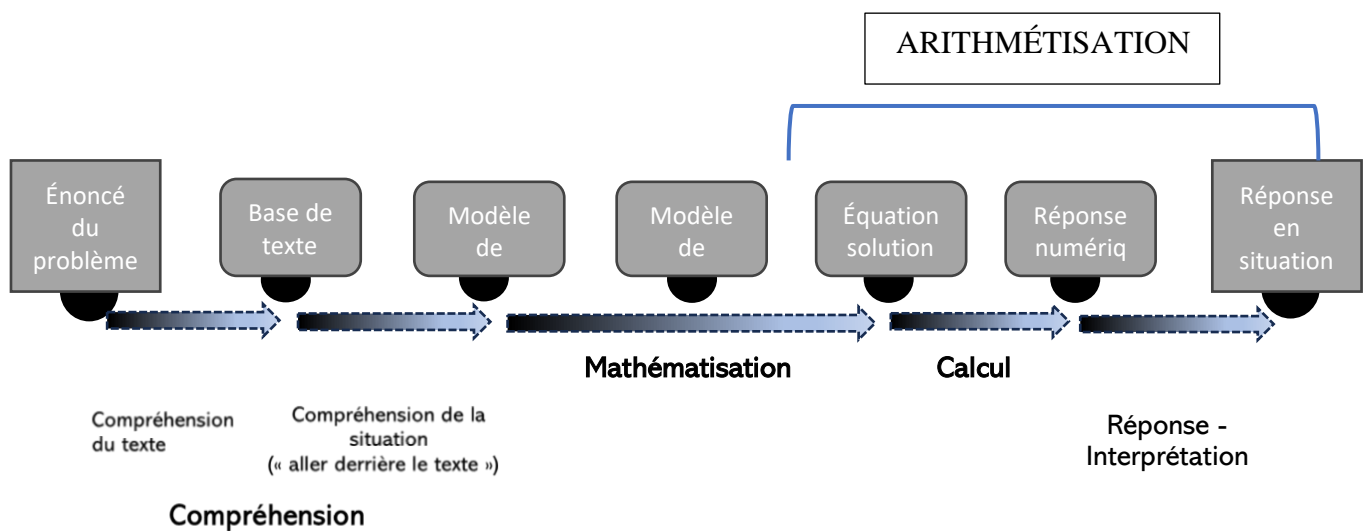 ARITHMÉTISATION
Énoncé
du
problème
Base de
texte
Modèle
de
Modèle
de
Équation
solution
Réponse
numériq
Réponse
en
situation
Mathématisation
Calcul
Compréhension
du texte
Compréhension de la
situation
(« aller derrière le texte »)
Réponse -
Interprétation
Compréhension